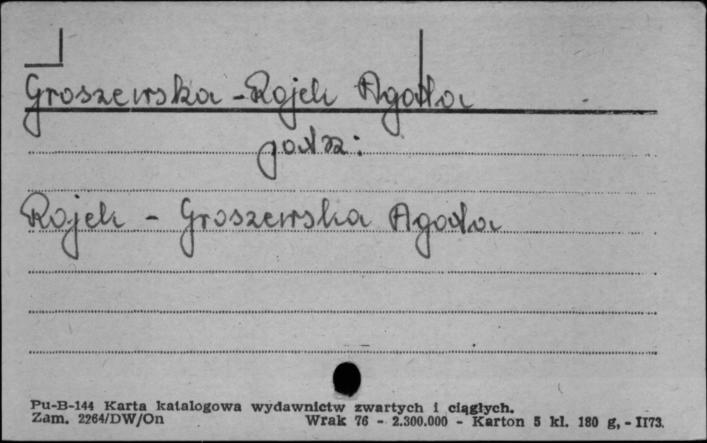 Groszewska-Rojek Agata
patrz:
Rojek - Groszewska Agata
Pu-B-144 Karta katalogowa wydawnictw zwartych i ciągłych.
Zam. 2264/DW/On Wrak 76 - 2.300.000 - Karton 5 kl. 180 g, - II73.